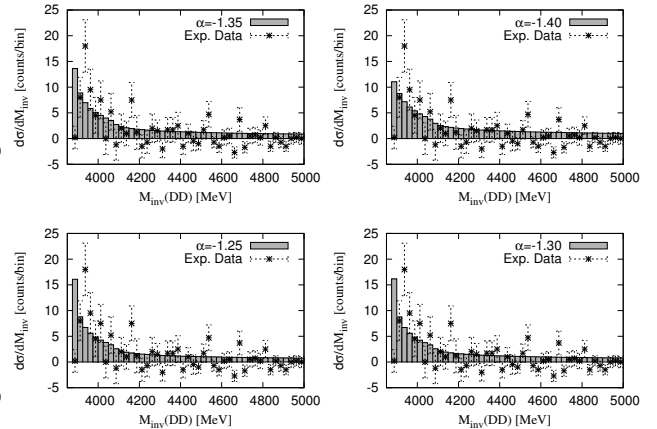 25
20
15
10
5
0
-5
dσ/dM_inv [counts/bin]
α=-1.35
Exp. Data
4000 4200 4400 4600 4800 5000
M_inv(DD) [MeV]
25
20
15
10
5
0
-5
dσ/dM_inv [counts/bin]
α=-1.40
Exp. Data
4000 4200 4400 4600 4800 5000
M_inv(DD) [MeV]
25
20
15
10
5
0
-5
dσ/dM_inv [counts/bin]
α=-1.25
Exp. Data
4000 4200 4400 4600 4800 5000
M_inv(DD) [MeV]
25
20
15
10
5
0
-5
dσ/dM_inv [counts/bin]
α=-1.30
Exp. Data
4000 4200 4400 4600 4800 5000
M_inv(DD) [MeV]